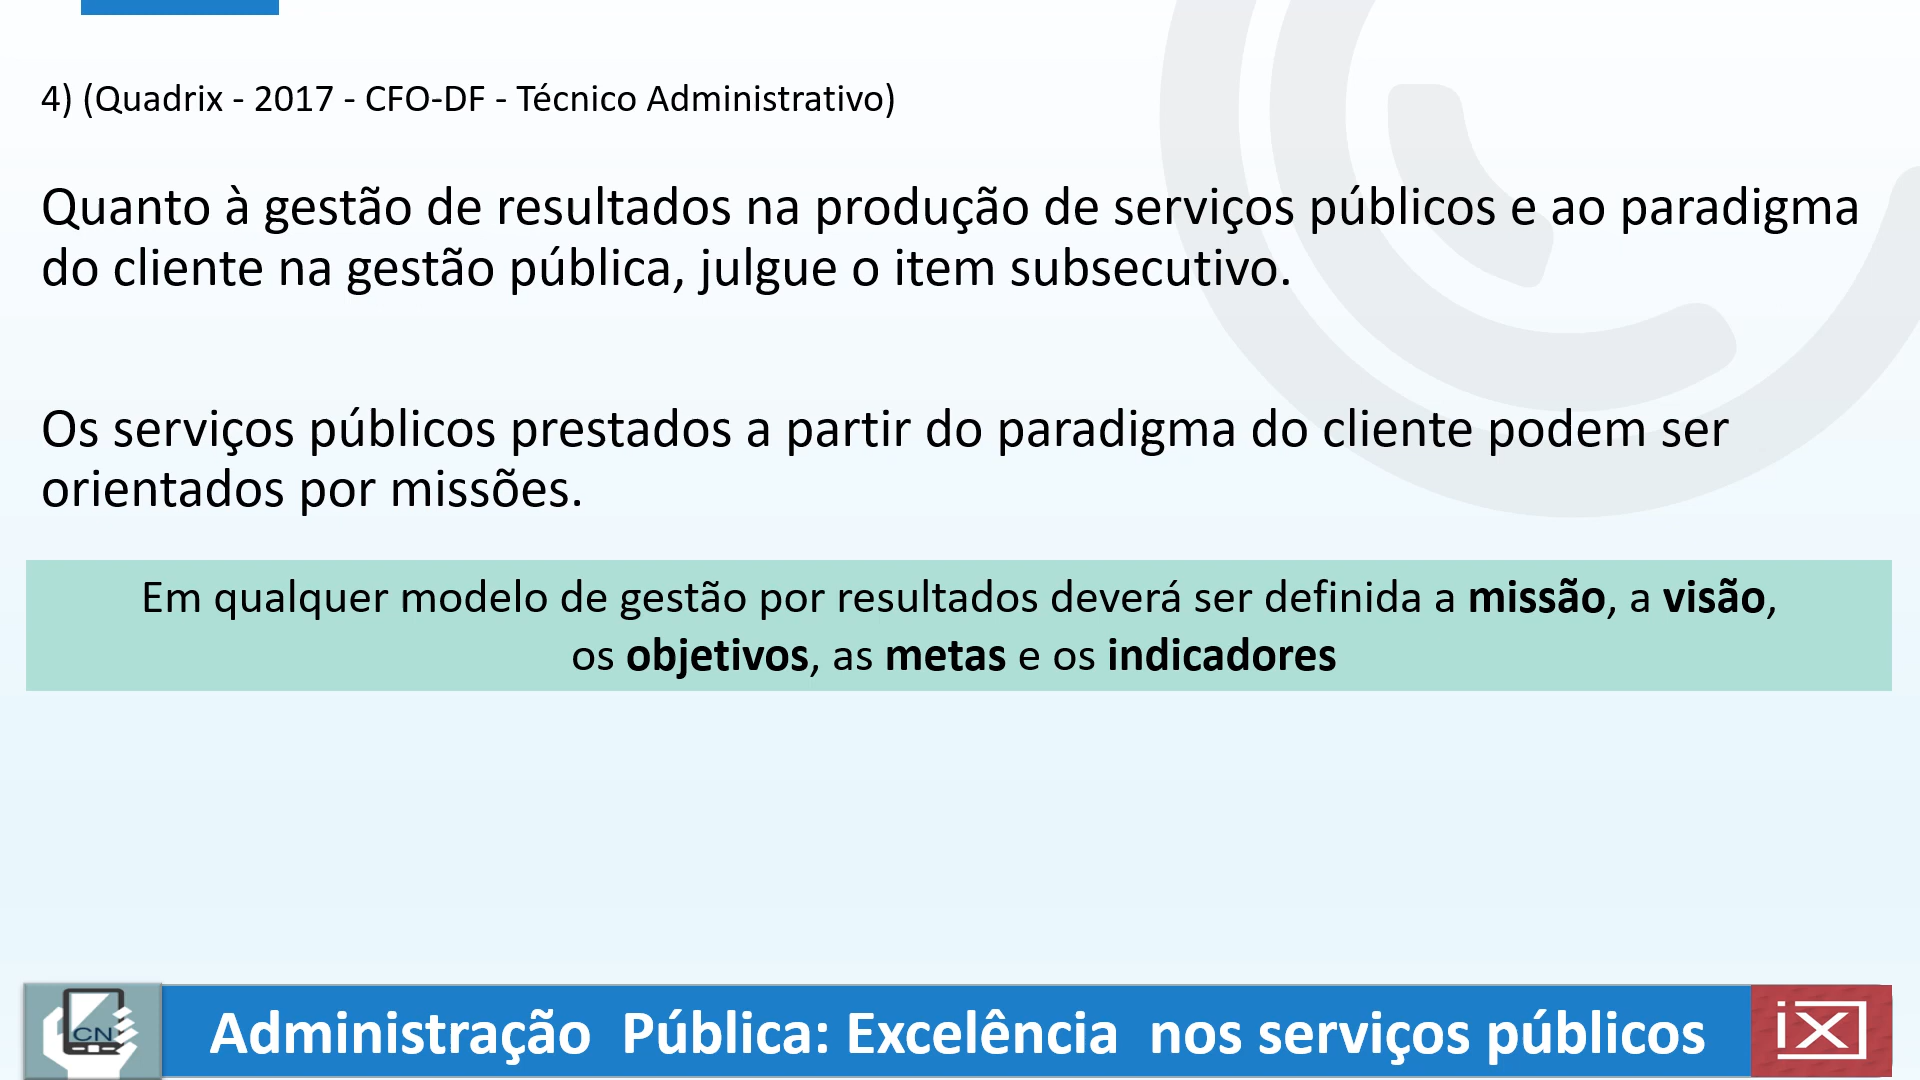 4) (Quadrix - 2017 - CFO-DF - Técnico Administrativo)
Quanto à gestão de resultados na produção de serviços públicos e ao paradigma
do cliente na gestão pública, julgue o item subsecutivo.
Os serviços públicos prestados a partir do paradigma do cliente podem ser
orientados por missões.
Em qualquer modelo de gestão por resultados deverá ser definida a missão, a visão,
os objetivos, as metas e os indicadores
CN
Administração Pública: Excelência nos serviços públicos
iX